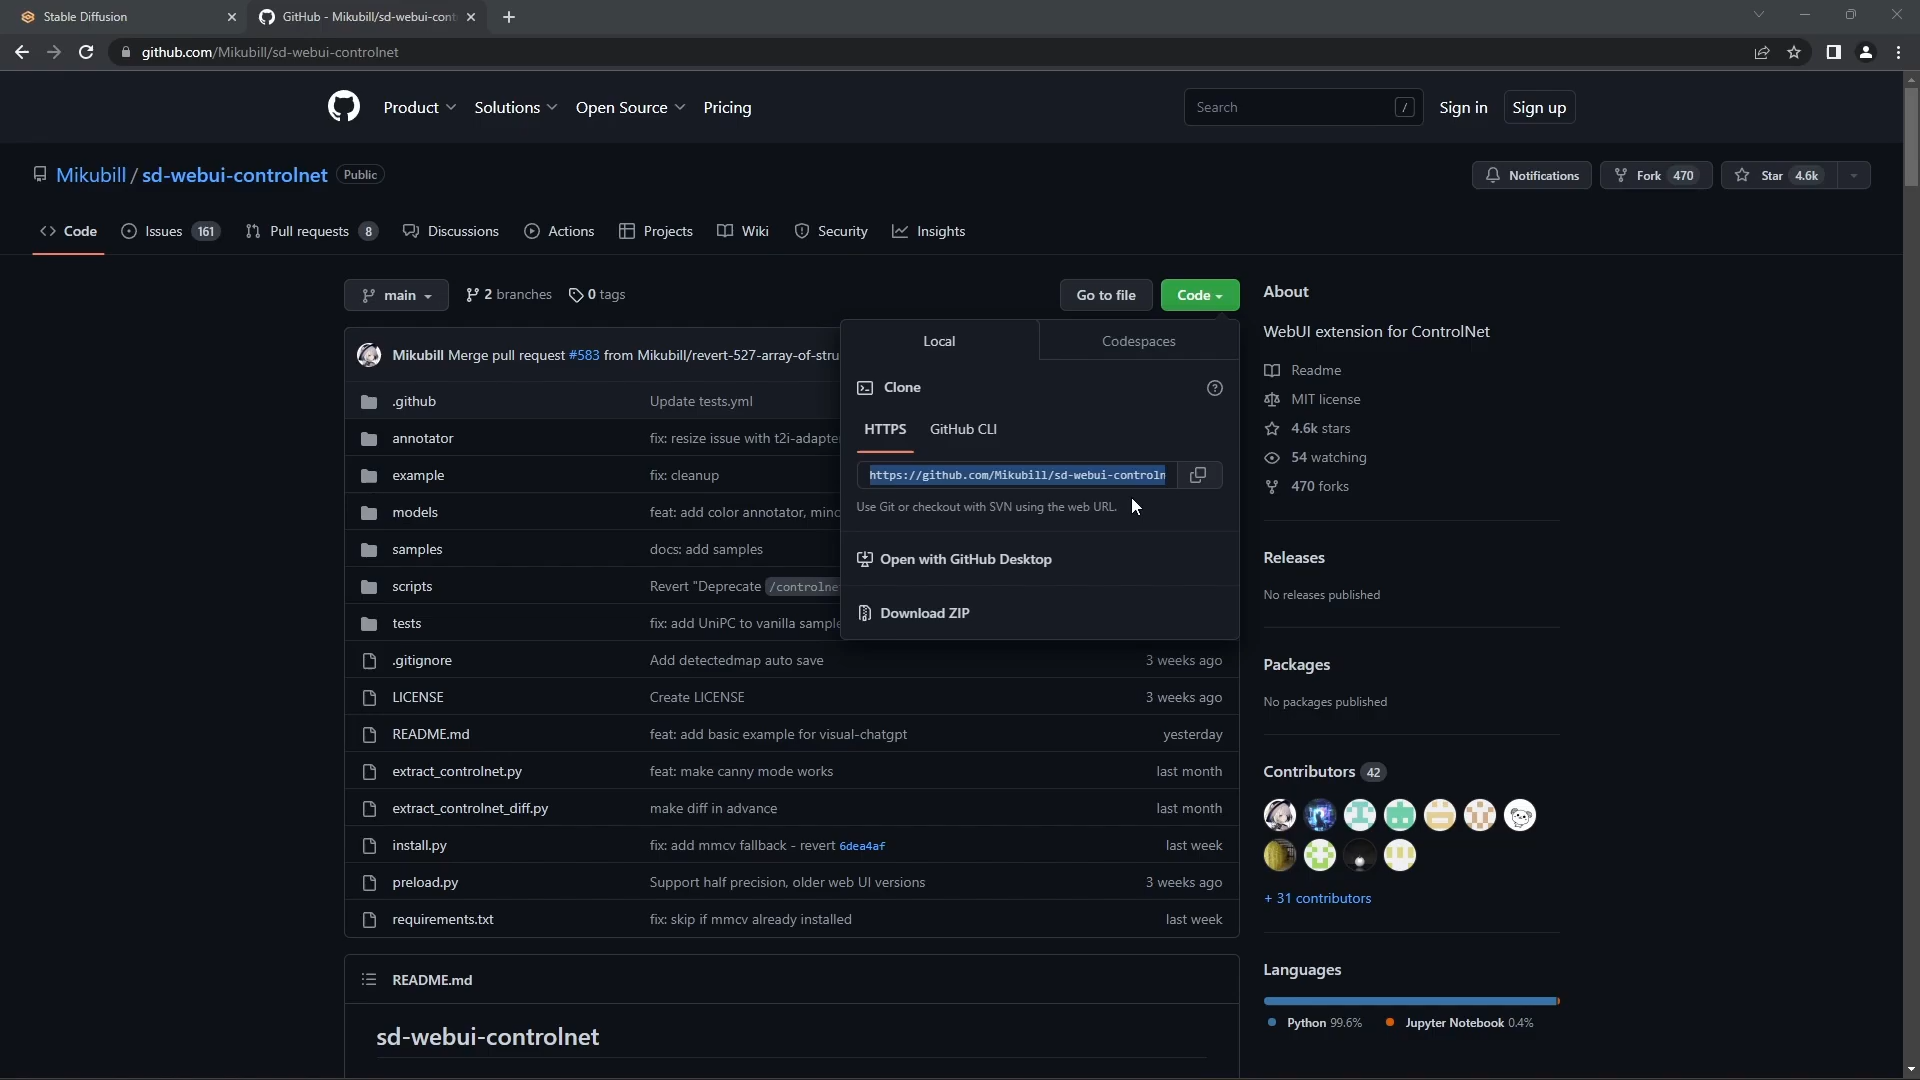 Stable Diffusion
GitHub - Mikubill/sd-webui-cont
github.com/Mikubill/sd-webui-controlnet
Product Solutions Open Source Pricing
Search /
Sign in Sign up
Mikubill / sd-webui-controlnet Public
Notifications Fork 470 Star 4.6k
Code Issues 161 Pull requests 8 Discussions Actions Projects Wiki Security Insights
main 2 branches 0 tags
Go to file Code
Mikubill Merge pull request #583 from Mikubill/revert-527-array-of-stru
.github Update tests.yml
annotator fix: resize issue with t2i-adapte
example fix: cleanup
models feat: add color annotator, mino
samples docs: add samples
scripts Revert "Deprecate /controlne
tests fix: add UniPC to vanilla sample
.gitignore Add detectedmap auto save 3 weeks ago
LICENSE Create LICENSE 3 weeks ago
README.md feat: add basic example for visual-chatgpt yesterday
extract_controlnet.py feat: make canny mode works last month
extract_controlnet_diff.py make diff in advance last month
install.py fix: add mmcv fallback - revert 6dea4af last week
preload.py Support half precision, older web UI versions 3 weeks ago
requirements.txt fix: skip if mmcv already installed last week
Local Codespaces
Clone
HTTPS GitHub CLI
https://github.com/Mikubill/sd-webui-controln
Use Git or checkout with SVN using the web URL.
Open with GitHub Desktop
Download ZIP
README.md
sd-webui-controlnet
About
WebUI extension for ControlNet
Readme
MIT license
4.6k stars
54 watching
470 forks
Releases
No releases published
Packages
No packages published
Contributors 42
+ 31 contributors
Languages
Python 99.6% Jupyter Notebook 0.4%